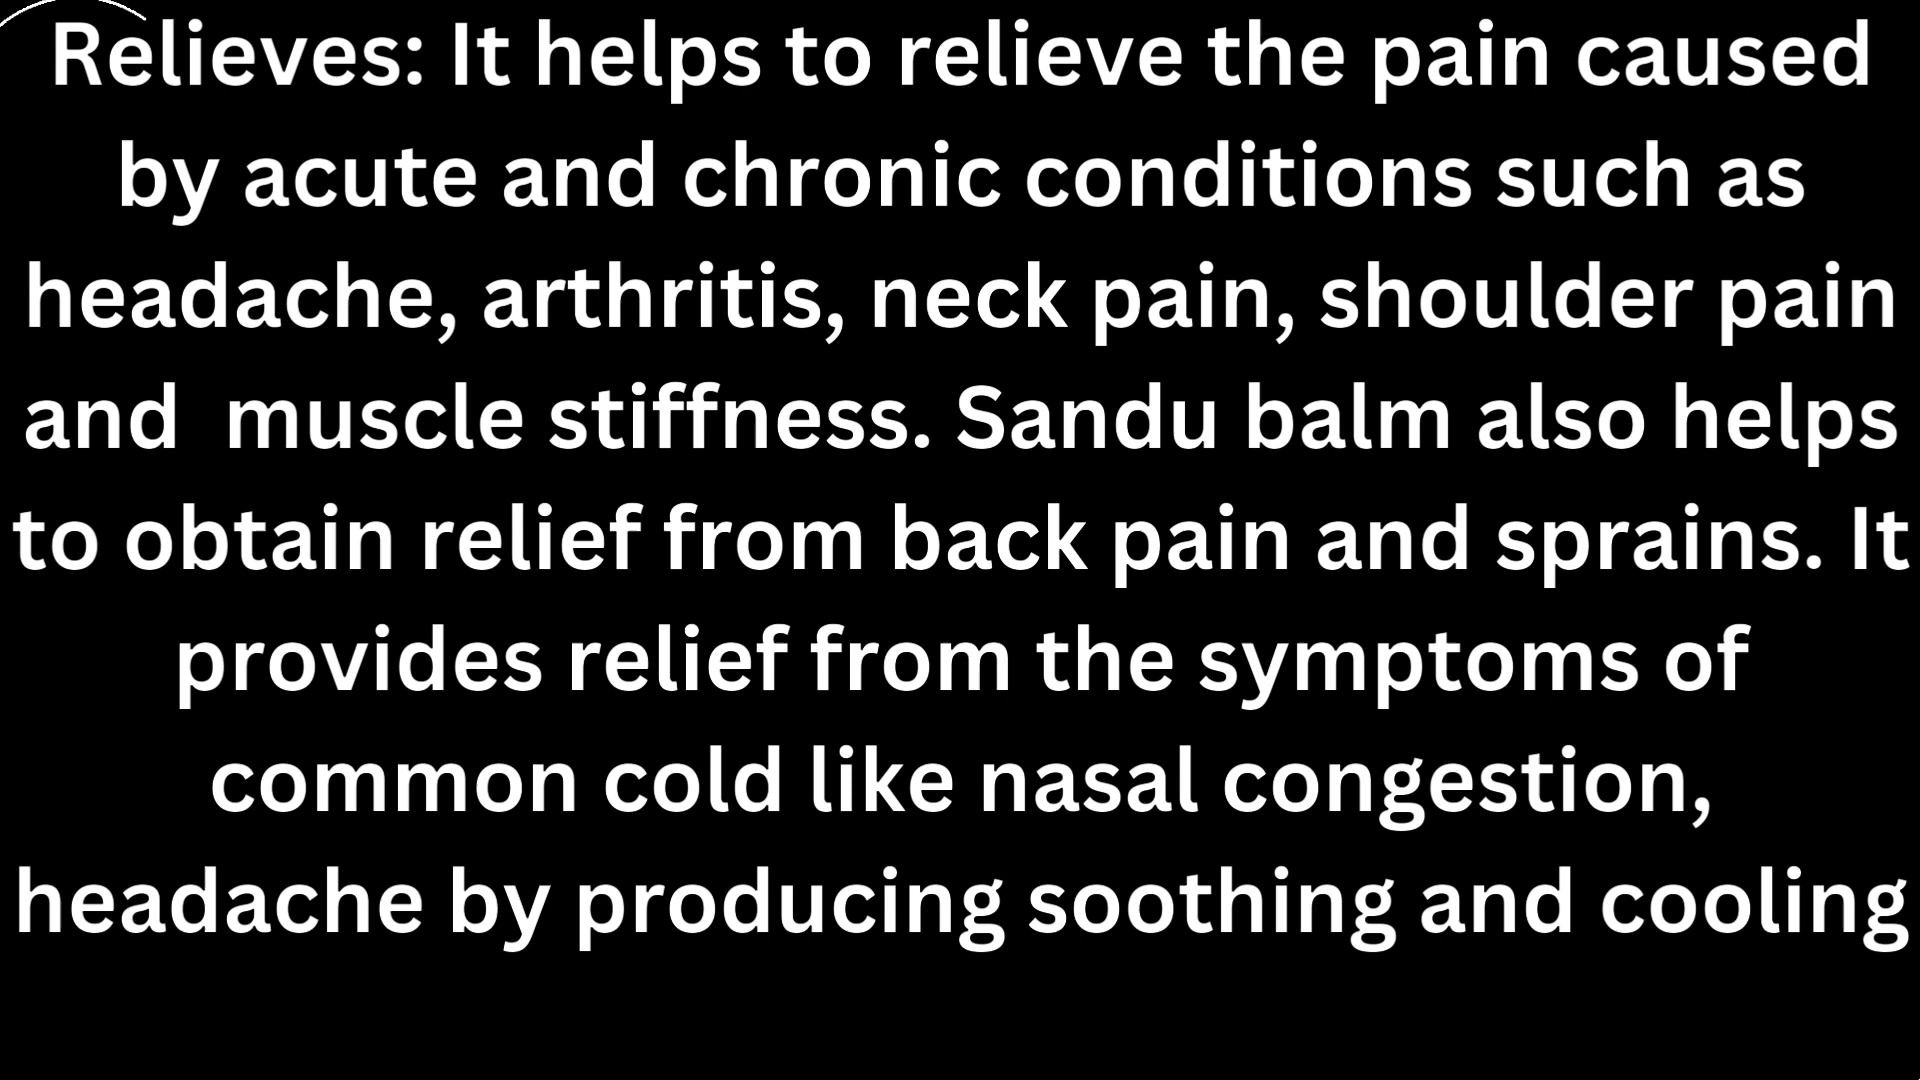 Relieves: It helps to relieve the pain caused
by acute and chronic conditions such as
headache, arthritis, neck pain, shoulder pain
and  muscle stiffness. Sandu balm also helps
to obtain relief from back pain and sprains. It
provides relief from the symptoms of
common cold like nasal congestion,
headache by producing soothing and cooling